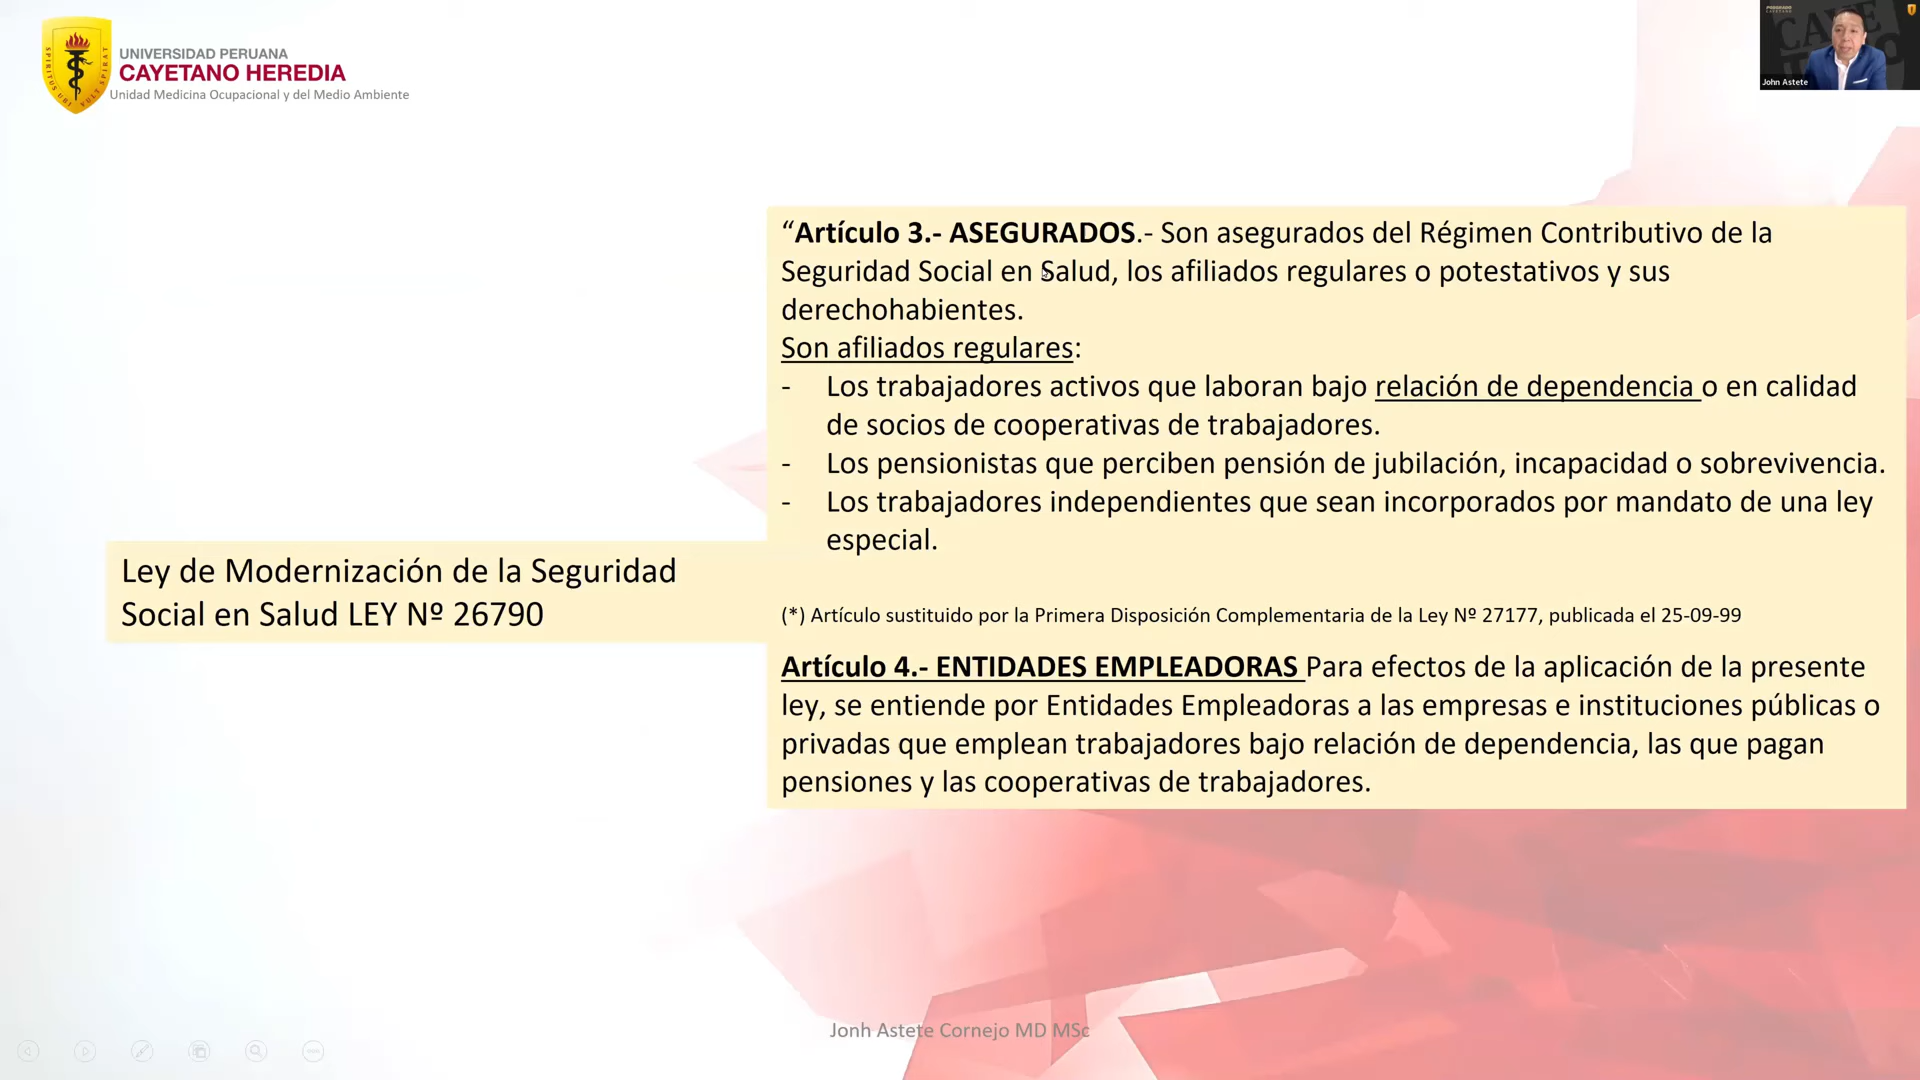 UNIVERSIDAD PERUANA
CAYETANO HEREDIA
Unidad Medicina Ocupacional y del Medio Ambiente
John Astete
“Artículo 3.- ASEGURADOS.- Son asegurados del Régimen Contributivo de la
Seguridad Social en Salud, los afiliados regulares o potestativos y sus
derechohabientes.
Son afiliados regulares:
- Los trabajadores activos que laboran bajo relación de dependencia o en calidad
de socios de cooperativas de trabajadores.
- Los pensionistas que perciben pensión de jubilación, incapacidad o sobrevivencia.
- Los trabajadores independientes que sean incorporados por mandato de una ley
especial.
Ley de Modernización de la Seguridad
Social en Salud LEY Nº 26790
(*) Artículo sustituido por la Primera Disposición Complementaria de la Ley Nº 27177, publicada el 25-09-99
Artículo 4.- ENTIDADES EMPLEADORAS Para efectos de la aplicación de la presente
ley, se entiende por Entidades Empleadoras a las empresas e instituciones públicas o
privadas que emplean trabajadores bajo relación de dependencia, las que pagan
pensiones y las cooperativas de trabajadores.
Jonh Astete Cornejo MD MSc